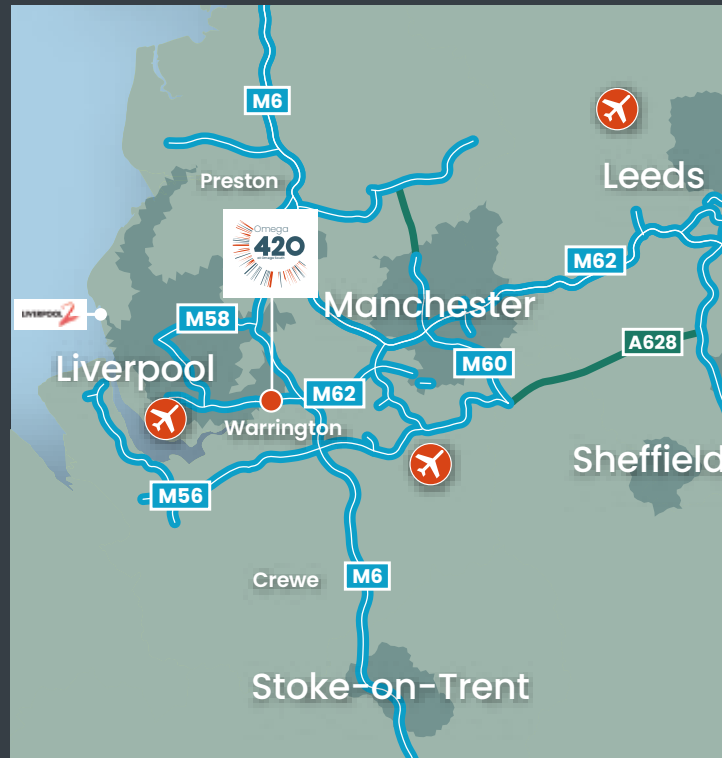 M6
Leeds
Preston
Omega
420
M62
Manchester
LIVERPOOL 2
M58
A628
M60
Liverpool
M62
Warrington
Sheffield
M56
Crewe
M6
Stoke-on-Trent